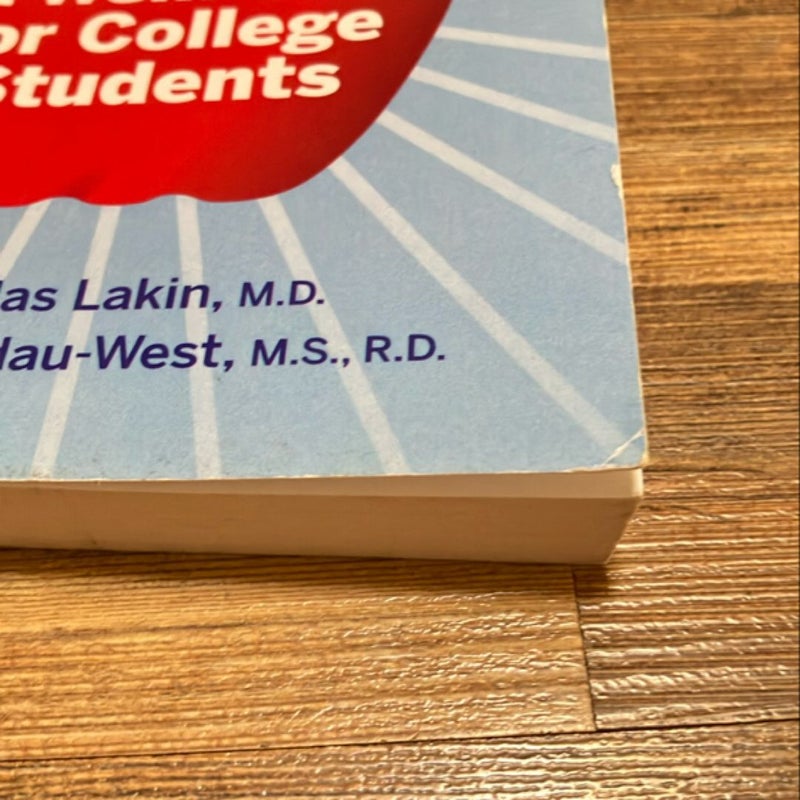 or College
Students
las Lakin, M.D.
dau-West, M.S., R.D.